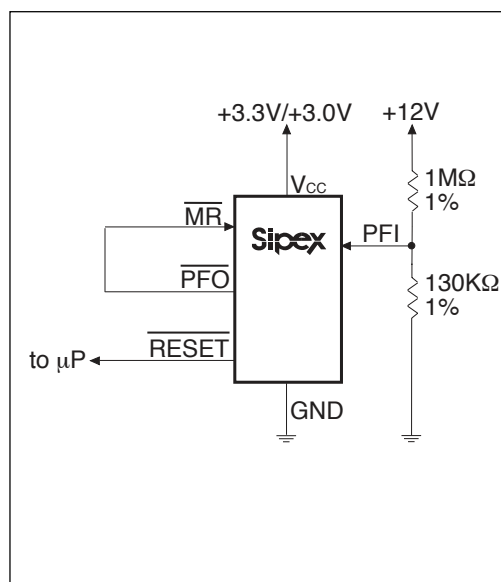 +3.3V/+3.0V
+12V
VCC
1MΩ
1%
MR
Sipex
PFI
PFO
130KΩ
1%
RESET
to μP
GND